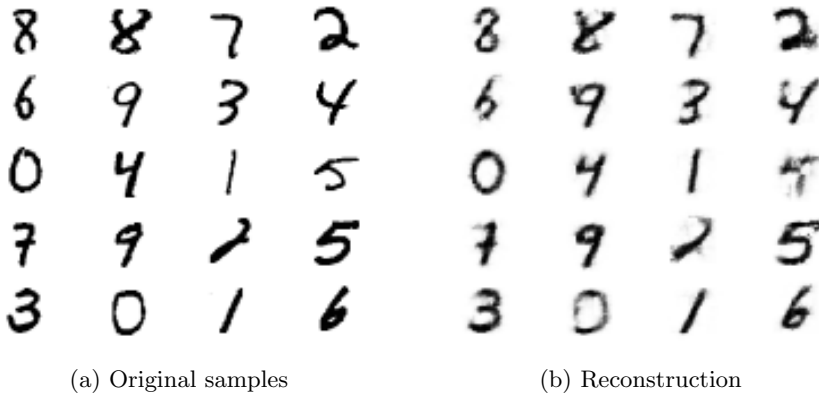 8 8 7 2 8 8 7 2
6 9 3 4 6 9 3 4
0 4 1 5 0 4 1
7 9 2 5 7 9 2 5
3 0 1 6 3 0 1 6
(a) Original samples (b) Reconstruction